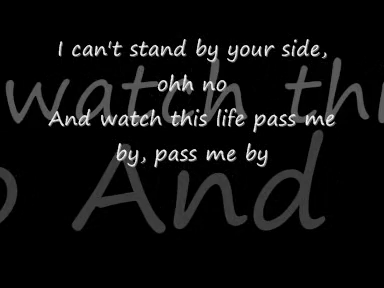 I can't stand by your side,
ohh no
And watch this life pass me
by, pass me by
watch thi
o And